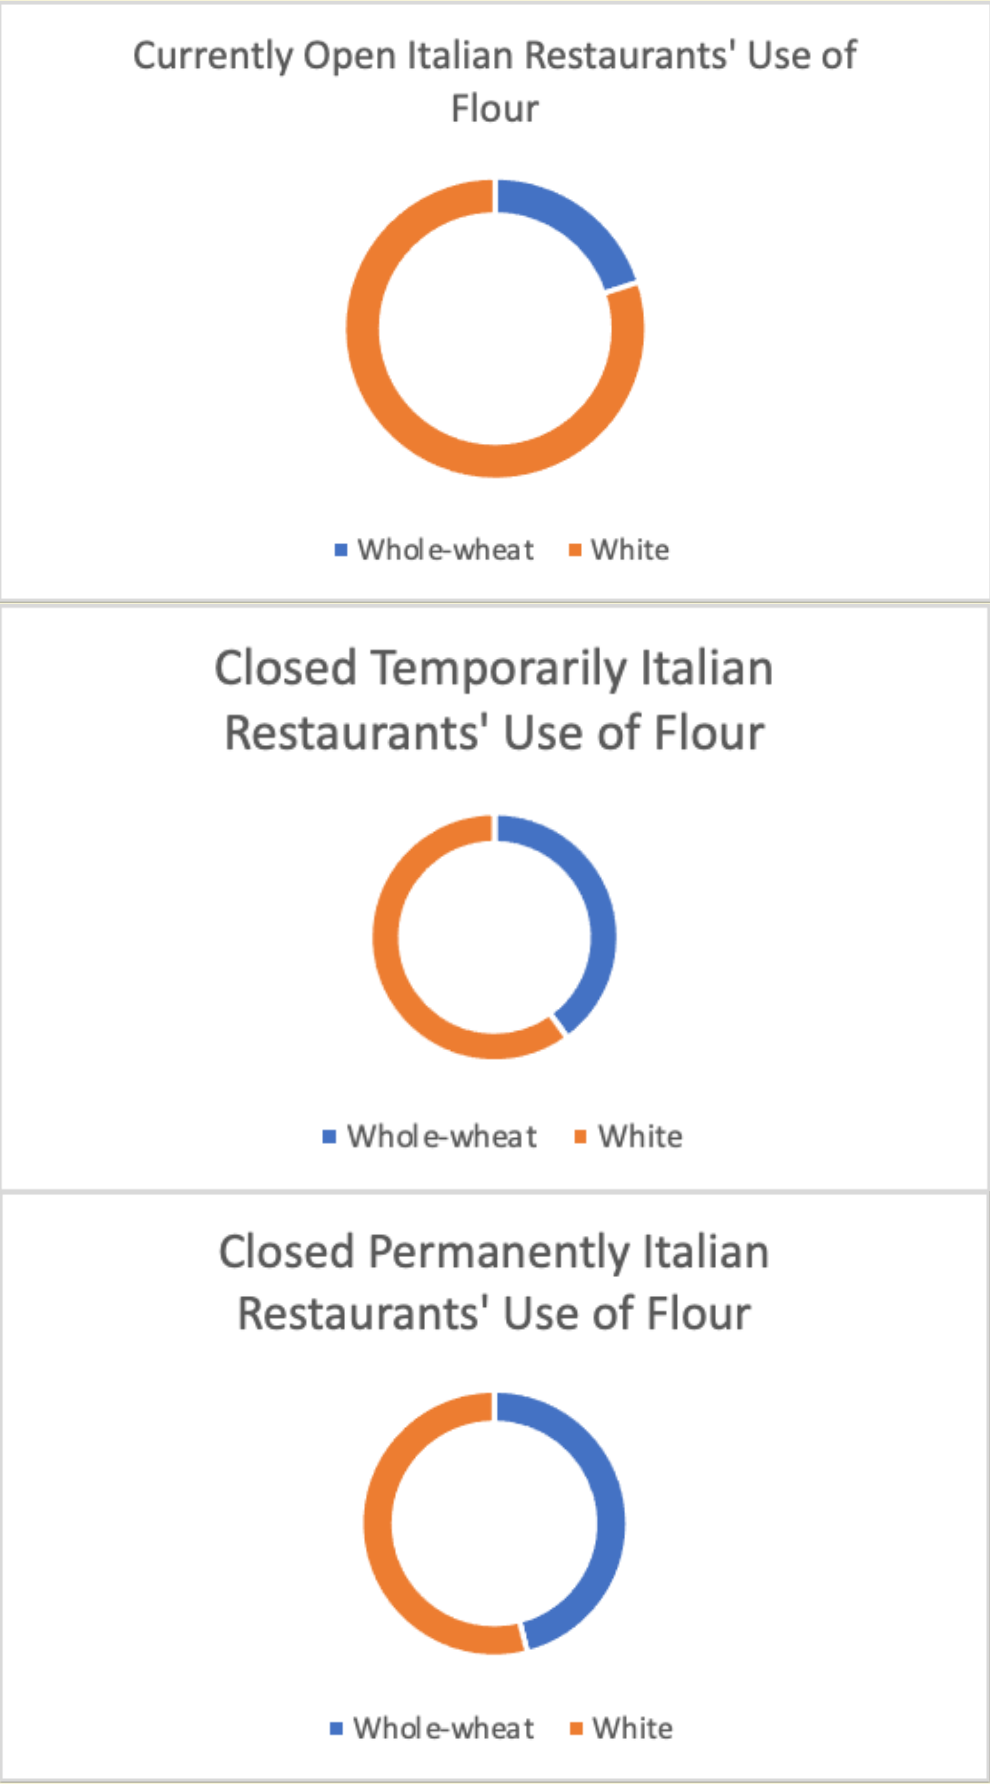 Currently Open Italian Restaurants' Use of
Flour
Whole-wheat White
Closed Temporarily Italian
Restaurants' Use of Flour
Whole-wheat White
Closed Permanently Italian
Restaurants' Use of Flour
Whole-wheat White